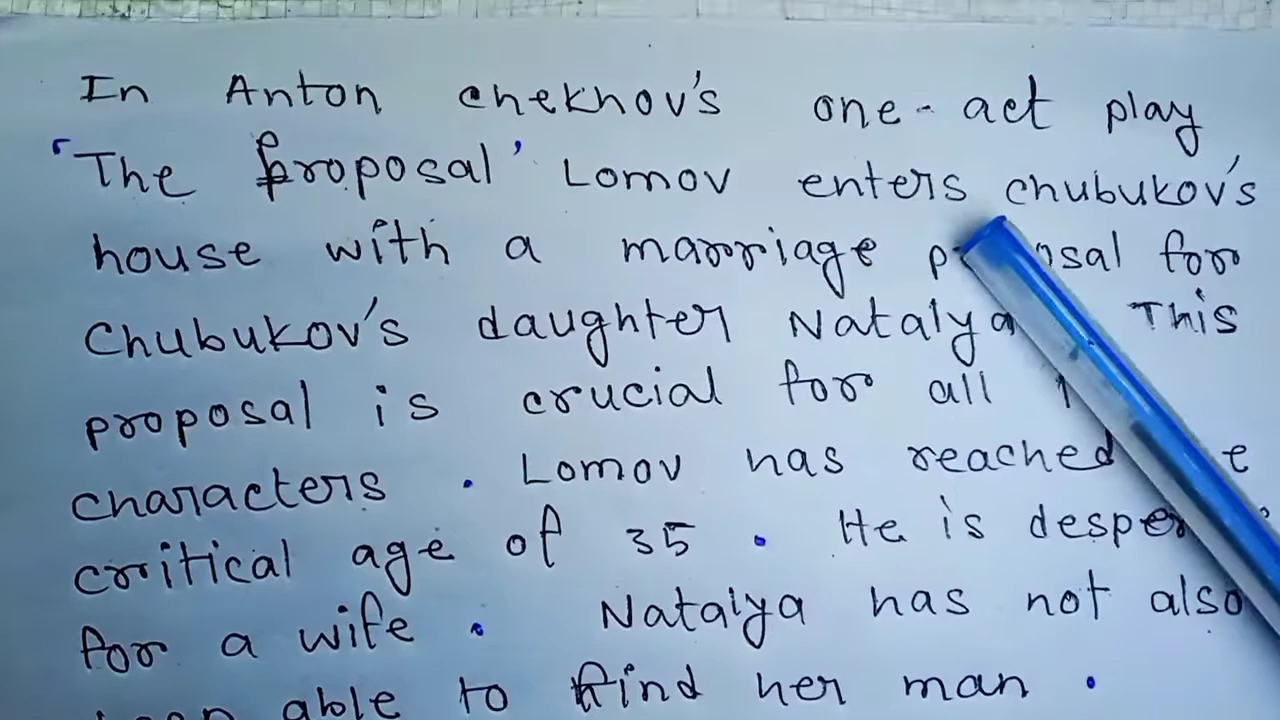 In Anton chekhov's one-act play
'The proposal' Lomov enters chubukov's
house with a marriage for
Chubukov's daughter Natalya This
proposal is crucial for all
characters. Lomov has reached
critical age of 35. He is
for a wife. Natalya has not also
able to find her man.